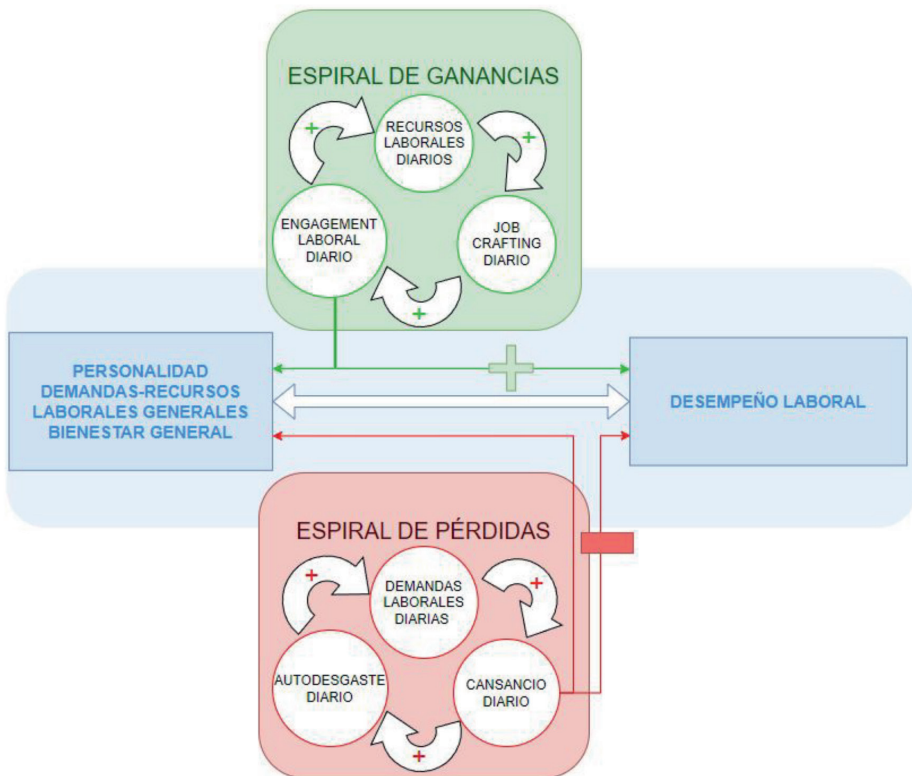 ESPIRAL DE GANANCIAS
+
RECURSOS
LABORALES
DIARIOS
+
ENGAGEMENT
LABORAL
DIARIO
JOB
CRAFTING
DIARIO
+
PERSONALIDAD
DEMANDAS-RECURSOS
LABORALES GENERALES
BIENESTAR GENERAL
DESEMPEÑO LABORAL
ESPIRAL DE PÉRDIDAS
+
DEMANDAS
LABORALES
DIARIAS
+
AUTODESGASTE
DIARIO
CANSANCIO
DIARIO
+